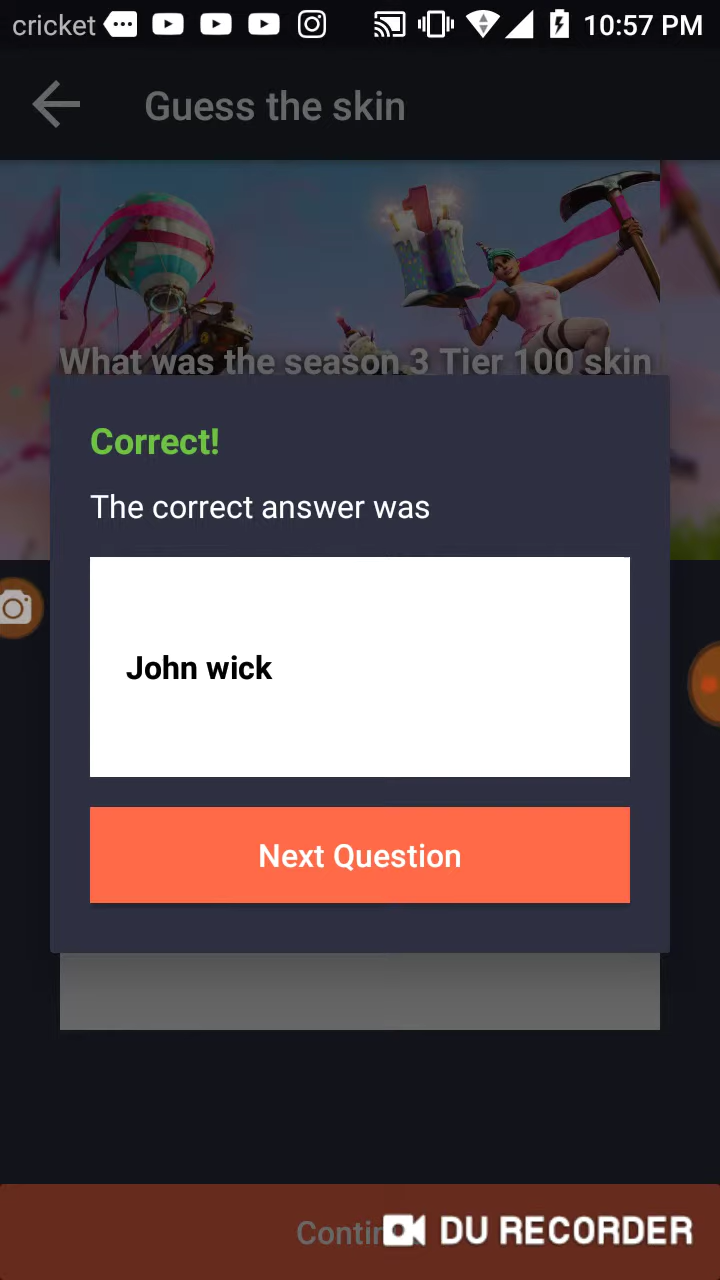 cricket 10:57 PM
Guess the skin
1
What was the season 3 Tier 100 skin
Correct!
The correct answer was
John wick
Next Question
DU RECORDER